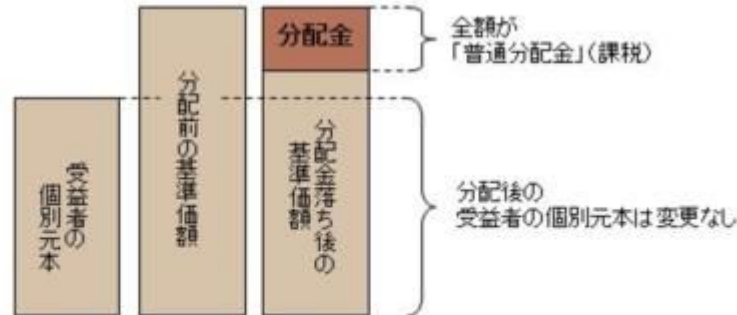 受益者の
個別元本
分配前の基準価額
分配金
分配金落ち後の
基準価額
全額が
「普通分配金」(課税)
分配後の
受益者の個別元本は変更なし